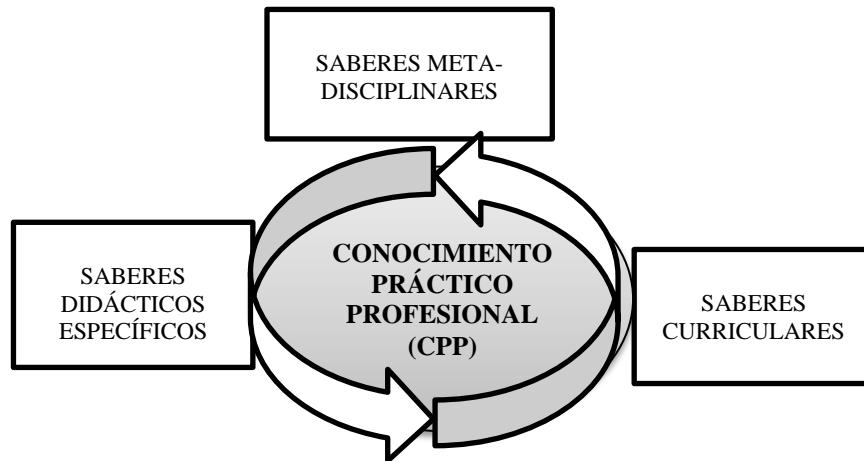 SABERES META-
DISCIPLINARES
SABERES
DIDÁCTICOS
ESPECÍFICOS
CONOCIMIENTO
PRÁCTICO
PROFESIONAL
(CPP)
SABERES
CURRICULARES